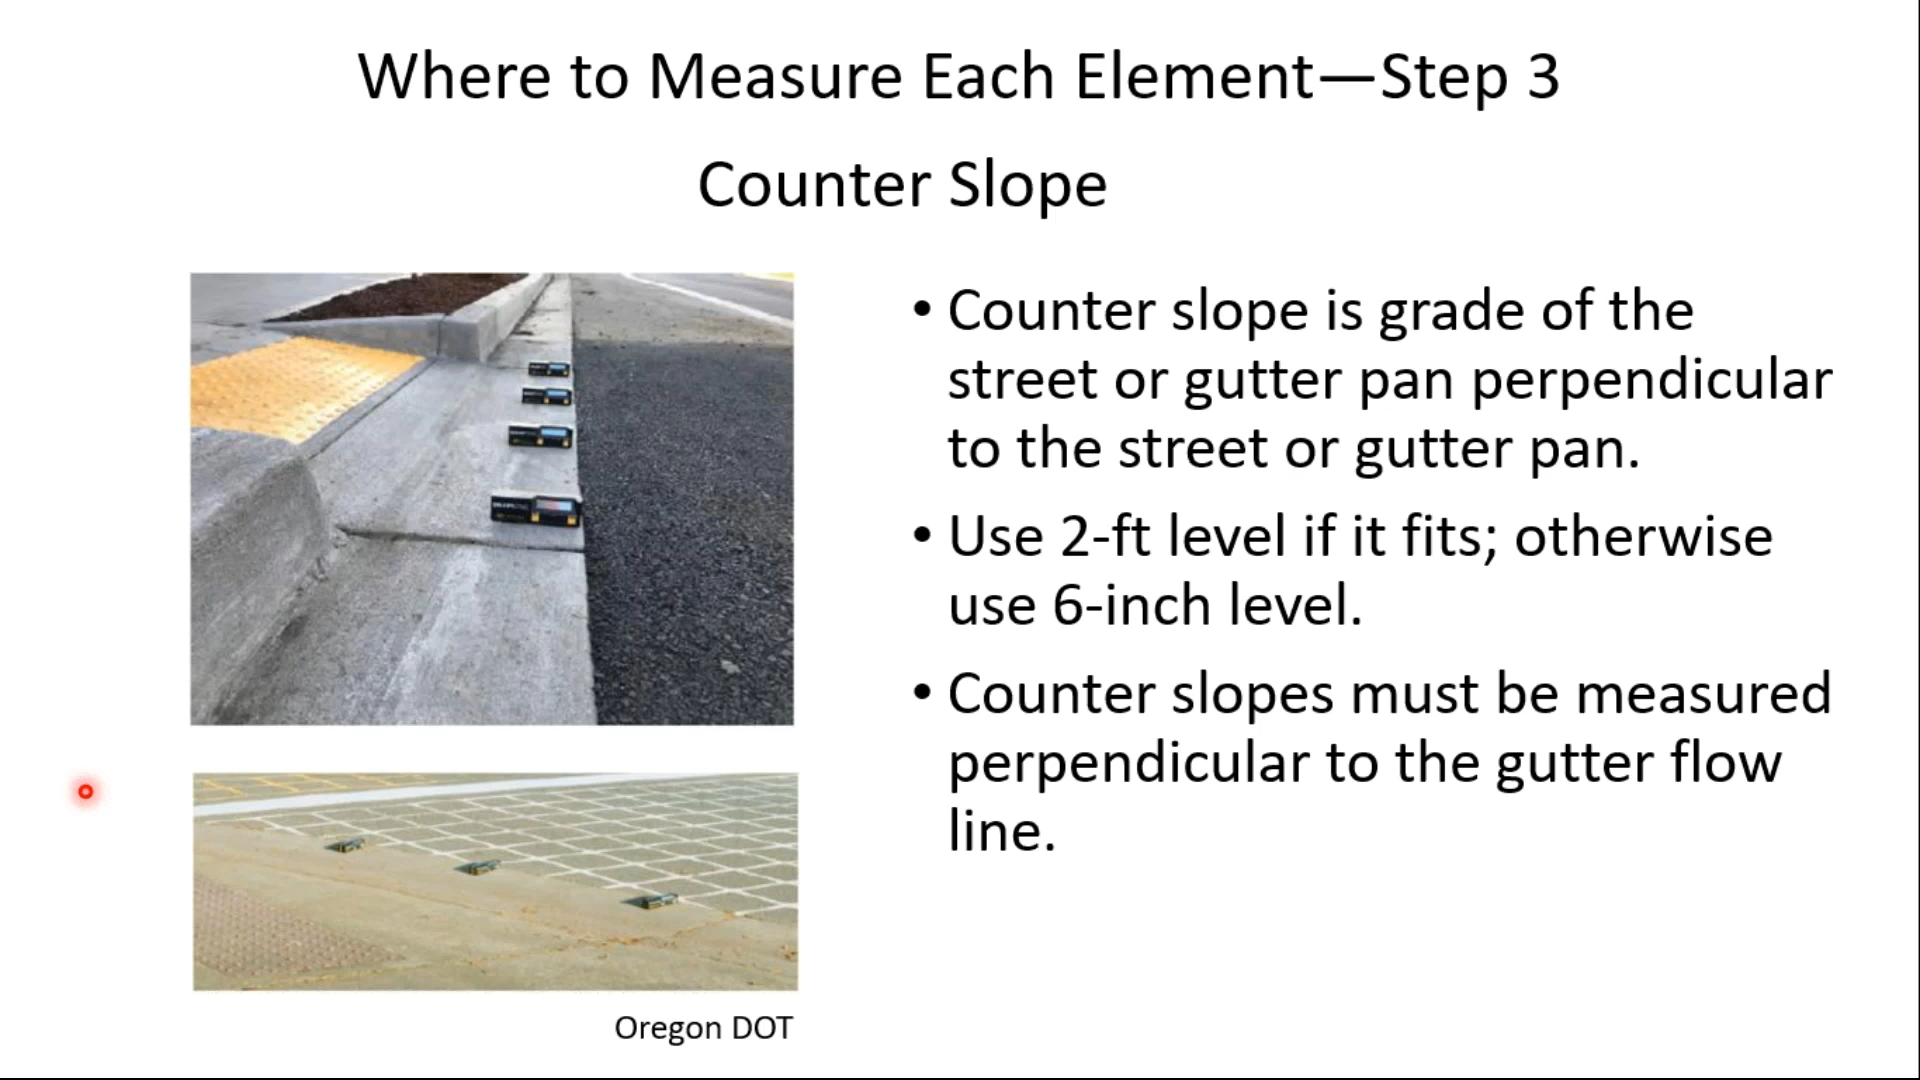 Where to Measure Each Element—Step 3
Counter Slope
• Counter slope is grade of the
street or gutter pan perpendicular
to the street or gutter pan.
• Use 2-ft level if it fits; otherwise
use 6-inch level.
• Counter slopes must be measured
perpendicular to the gutter flow
line.
Oregon DOT